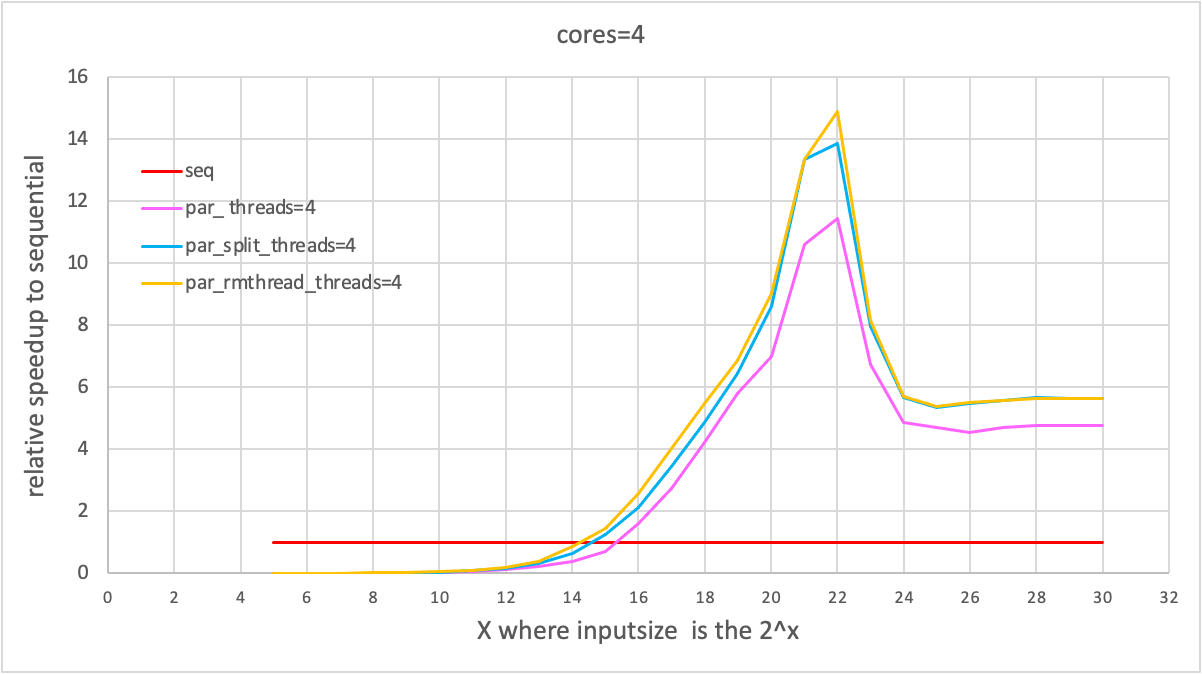 cores=4
relative speedup to sequential
16
14
12
10
8
6
4
2
0
seq
par_ threads=4
par_split_threads=4
par_rmthread_threads=4
0 2 4 6 8 10 12 14 16 18 20 22 24 26 28 30 32
X where inputsize  is the 2^x